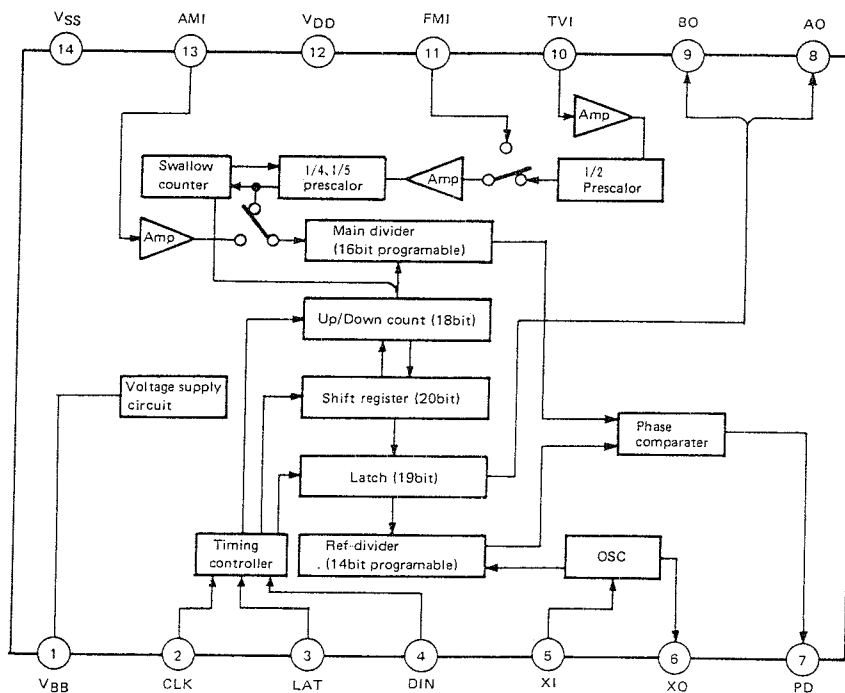 VSS AMI VDD FMI TVI BO AO
14 13 12 11 10 9 8
Amp
Swallow
counter
1/4、1/5
prescalor
Amp
1/2
Prescalor
Amp
Main divider
(16bit programable)
Up/Down count (18bit)
Voltage supply
circuit
Shift register (20bit)
Phase
comparater
Latch (19bit)
Timing
controller
Ref-divider
. (14bit programable)
OSC
1 2 3 4 5 6 7
VBB CLK LAT DIN XI XO PD